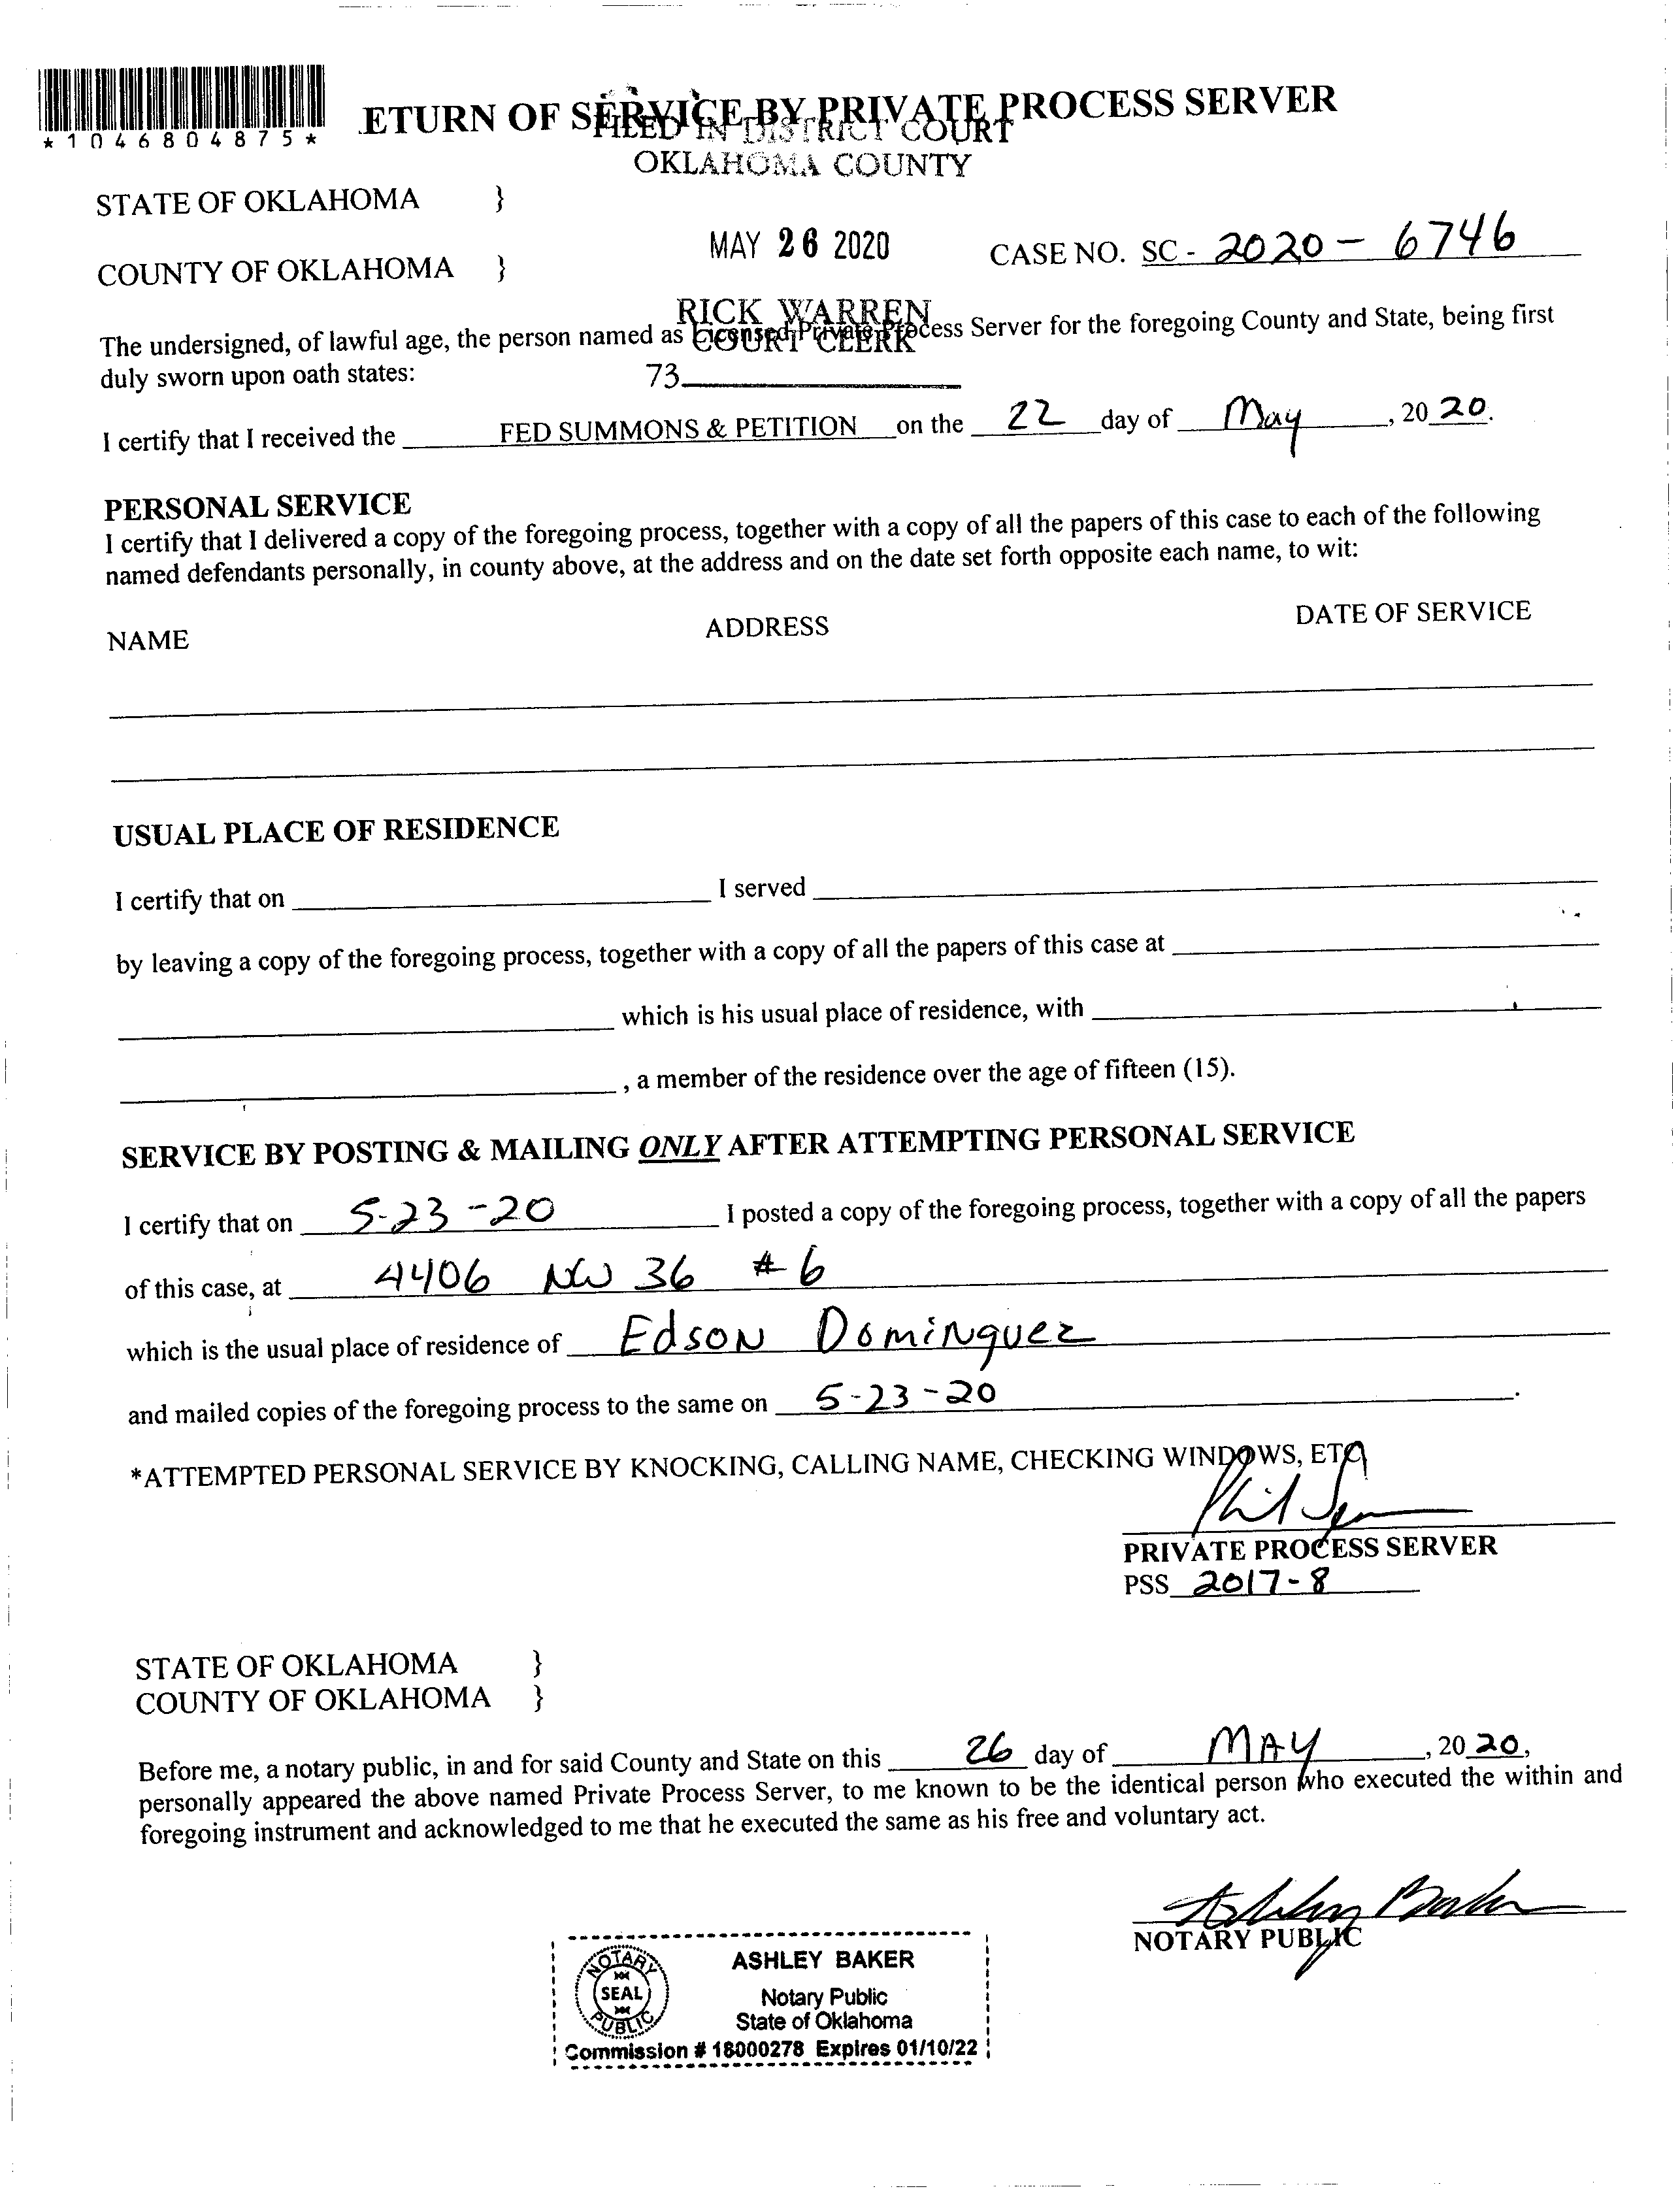 *1046804875*
ETURN OF SERVICE BY PRIVATE PROCESS SERVER
FILED IN DISTRICT COURT
OKLAHOMA COUNTY
STATE OF OKLAHOMA }
MAY 26 2020
CASE NO. SC - 2020 - 6746
COUNTY OF OKLAHOMA }
RICK WARREN
COURT CLERK
The undersigned, of lawful age, the person named as Licensed Private Process Server for the foregoing County and State, being first
duly sworn upon oath states:
73
I certify that I received the FED SUMMONS & PETITION on the 22 day of May, 20 20.
PERSONAL SERVICE
I certify that I delivered a copy of the foregoing process, together with a copy of all the papers of this case to each of the following
named defendants personally, in county above, at the address and on the date set forth opposite each name, to wit:
NAME ADDRESS DATE OF SERVICE
USUAL PLACE OF RESIDENCE
I certify that on I served
by leaving a copy of the foregoing process, together with a copy of all the papers of this case at
which is his usual place of residence, with
, a member of the residence over the age of fifteen (15).
SERVICE BY POSTING & MAILING ONLY AFTER ATTEMPTING PERSONAL SERVICE
I certify that on 5-23-20 I posted a copy of the foregoing process, together with a copy of all the papers
of this case, at 4406 NW 36 #6
which is the usual place of residence of Edson Dominguez
and mailed copies of the foregoing process to the same on 5-23-20.
*ATTEMPTED PERSONAL SERVICE BY KNOCKING, CALLING NAME, CHECKING WINDOWS, ETC
PRIVATE PROCESS SERVER
PSS 2017-8
STATE OF OKLAHOMA }
COUNTY OF OKLAHOMA }
Before me, a notary public, in and for said County and State on this 26 day of MAY, 20 20,
personally appeared the above named Private Process Server, to me known to be the identical person who executed the within and
foregoing instrument and acknowledged to me that he executed the same as his free and voluntary act.
Ashley Baker
NOTARY PUBLIC
NOTARY PUBLIC
SEAL
ASHLEY BAKER
Notary Public
State of Oklahoma
Commission # 18000278 Expires 01/10/22